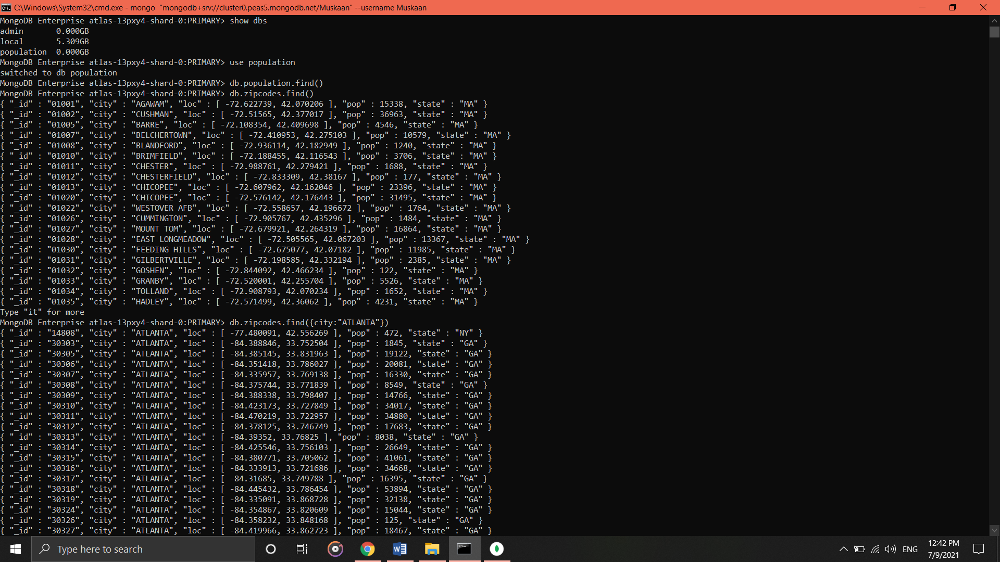 C:\Windows\System32\cmd.exe - mongo  "mongodb+srv://cluster0.peas5.mongodb.net/Muskaan" --username Muskaan
MongoDB Enterprise atlas-13pxy4-shard-0:PRIMARY> show dbs
admin       0.000GB
local       5.309GB
population  0.000GB
MongoDB Enterprise atlas-13pxy4-shard-0:PRIMARY> use population
switched to db population
MongoDB Enterprise atlas-13pxy4-shard-0:PRIMARY> db.population.find()
MongoDB Enterprise atlas-13pxy4-shard-0:PRIMARY> db.zipcodes.find()
{ "_id" : "01001", "city" : "AGAWAM", "loc" : [ -72.622739, 42.070206 ], "pop" : 15338, "state" : "MA" }
{ "_id" : "01002", "city" : "CUSHMAN", "loc" : [ -72.51565, 42.377017 ], "pop" : 36963, "state" : "MA" }
{ "_id" : "01005", "city" : "BARRE", "loc" : [ -72.108354, 42.409698 ], "pop" : 4546, "state" : "MA" }
{ "_id" : "01007", "city" : "BELCHERTOWN", "loc" : [ -72.410953, 42.275103 ], "pop" : 10579, "state" : "MA" }
{ "_id" : "01008", "city" : "BLANDFORD", "loc" : [ -72.936114, 42.182949 ], "pop" : 1240, "state" : "MA" }
{ "_id" : "01010", "city" : "BRIMFIELD", "loc" : [ -72.188455, 42.116543 ], "pop" : 3706, "state" : "MA" }
{ "_id" : "01011", "city" : "CHESTER", "loc" : [ -72.988761, 42.279421 ], "pop" : 1688, "state" : "MA" }
{ "_id" : "01012", "city" : "CHESTERFIELD", "loc" : [ -72.833309, 42.38167 ], "pop" : 177, "state" : "MA" }
{ "_id" : "01013", "city" : "CHICOPEE", "loc" : [ -72.607962, 42.162046 ], "pop" : 23396, "state" : "MA" }
{ "_id" : "01020", "city" : "CHICOPEE", "loc" : [ -72.576142, 42.176443 ], "pop" : 31495, "state" : "MA" }
{ "_id" : "01022", "city" : "WESTOVER AFB", "loc" : [ -72.558657, 42.196672 ], "pop" : 1764, "state" : "MA" }
{ "_id" : "01026", "city" : "CUMMINGTON", "loc" : [ -72.905767, 42.435296 ], "pop" : 1484, "state" : "MA" }
{ "_id" : "01027", "city" : "MOUNT TOM", "loc" : [ -72.679921, 42.264319 ], "pop" : 16864, "state" : "MA" }
{ "_id" : "01028", "city" : "EAST LONGMEADOW", "loc" : [ -72.505565, 42.067203 ], "pop" : 13367, "state" : "MA" }
{ "_id" : "01030", "city" : "FEEDING HILLS", "loc" : [ -72.675077, 42.07182 ], "pop" : 11985, "state" : "MA" }
{ "_id" : "01031", "city" : "GILBERTVILLE", "loc" : [ -72.198585, 42.332194 ], "pop" : 2385, "state" : "MA" }
{ "_id" : "01032", "city" : "GOSHEN", "loc" : [ -72.844092, 42.466234 ], "pop" : 122, "state" : "MA" }
{ "_id" : "01033", "city" : "GRANBY", "loc" : [ -72.520001, 42.255704 ], "pop" : 5526, "state" : "MA" }
{ "_id" : "01034", "city" : "TOLLAND", "loc" : [ -72.908793, 42.070234 ], "pop" : 1652, "state" : "MA" }
{ "_id" : "01035", "city" : "HADLEY", "loc" : [ -72.571499, 42.36062 ], "pop" : 4231, "state" : "MA" }
Type "it" for more
MongoDB Enterprise atlas-13pxy4-shard-0:PRIMARY> db.zipcodes.find({city:"ATLANTA"})
{ "_id" : "14808", "city" : "ATLANTA", "loc" : [ -77.480091, 42.556269 ], "pop" : 472, "state" : "NY" }
{ "_id" : "30303", "city" : "ATLANTA", "loc" : [ -84.388846, 33.752504 ], "pop" : 1845, "state" : "GA" }
{ "_id" : "30305", "city" : "ATLANTA", "loc" : [ -84.385145, 33.831963 ], "pop" : 19122, "state" : "GA" }
{ "_id" : "30306", "city" : "ATLANTA", "loc" : [ -84.351418, 33.786027 ], "pop" : 20081, "state" : "GA" }
{ "_id" : "30307", "city" : "ATLANTA", "loc" : [ -84.335957, 33.769138 ], "pop" : 16330, "state" : "GA" }
{ "_id" : "30308", "city" : "ATLANTA", "loc" : [ -84.375744, 33.771839 ], "pop" : 8549, "state" : "GA" }
{ "_id" : "30309", "city" : "ATLANTA", "loc" : [ -84.388338, 33.798407 ], "pop" : 14766, "state" : "GA" }
{ "_id" : "30310", "city" : "ATLANTA", "loc" : [ -84.423173, 33.727849 ], "pop" : 34017, "state" : "GA" }
{ "_id" : "30311", "city" : "ATLANTA", "loc" : [ -84.470219, 33.722957 ], "pop" : 34880, "state" : "GA" }
{ "_id" : "30312", "city" : "ATLANTA", "loc" : [ -84.378125, 33.746749 ], "pop" : 17683, "state" : "GA" }
{ "_id" : "30313", "city" : "ATLANTA", "loc" : [ -84.39352, 33.76825 ], "pop" : 8038, "state" : "GA" }
{ "_id" : "30314", "city" : "ATLANTA", "loc" : [ -84.425546, 33.756103 ], "pop" : 26649, "state" : "GA" }
{ "_id" : "30315", "city" : "ATLANTA", "loc" : [ -84.380771, 33.705062 ], "pop" : 41061, "state" : "GA" }
{ "_id" : "30316", "city" : "ATLANTA", "loc" : [ -84.333913, 33.721686 ], "pop" : 34668, "state" : "GA" }
{ "_id" : "30317", "city" : "ATLANTA", "loc" : [ -84.31685, 33.749788 ], "pop" : 16395, "state" : "GA" }
{ "_id" : "30318", "city" : "ATLANTA", "loc" : [ -84.445432, 33.786454 ], "pop" : 53894, "state" : "GA" }
{ "_id" : "30319", "city" : "ATLANTA", "loc" : [ -84.335091, 33.868728 ], "pop" : 32138, "state" : "GA" }
{ "_id" : "30324", "city" : "ATLANTA", "loc" : [ -84.354867, 33.820609 ], "pop" : 15044, "state" : "GA" }
{ "_id" : "30326", "city" : "ATLANTA", "loc" : [ -84.358232, 33.848168 ], "pop" : 125, "state" : "GA" }
{ "_id" : "30327", "city" : "ATLANTA", "loc" : [ -84.419966, 33.862723 ], "pop" : 18467, "state" : "GA" }
Type here to search
ENG
12:42 PM
7/9/2021